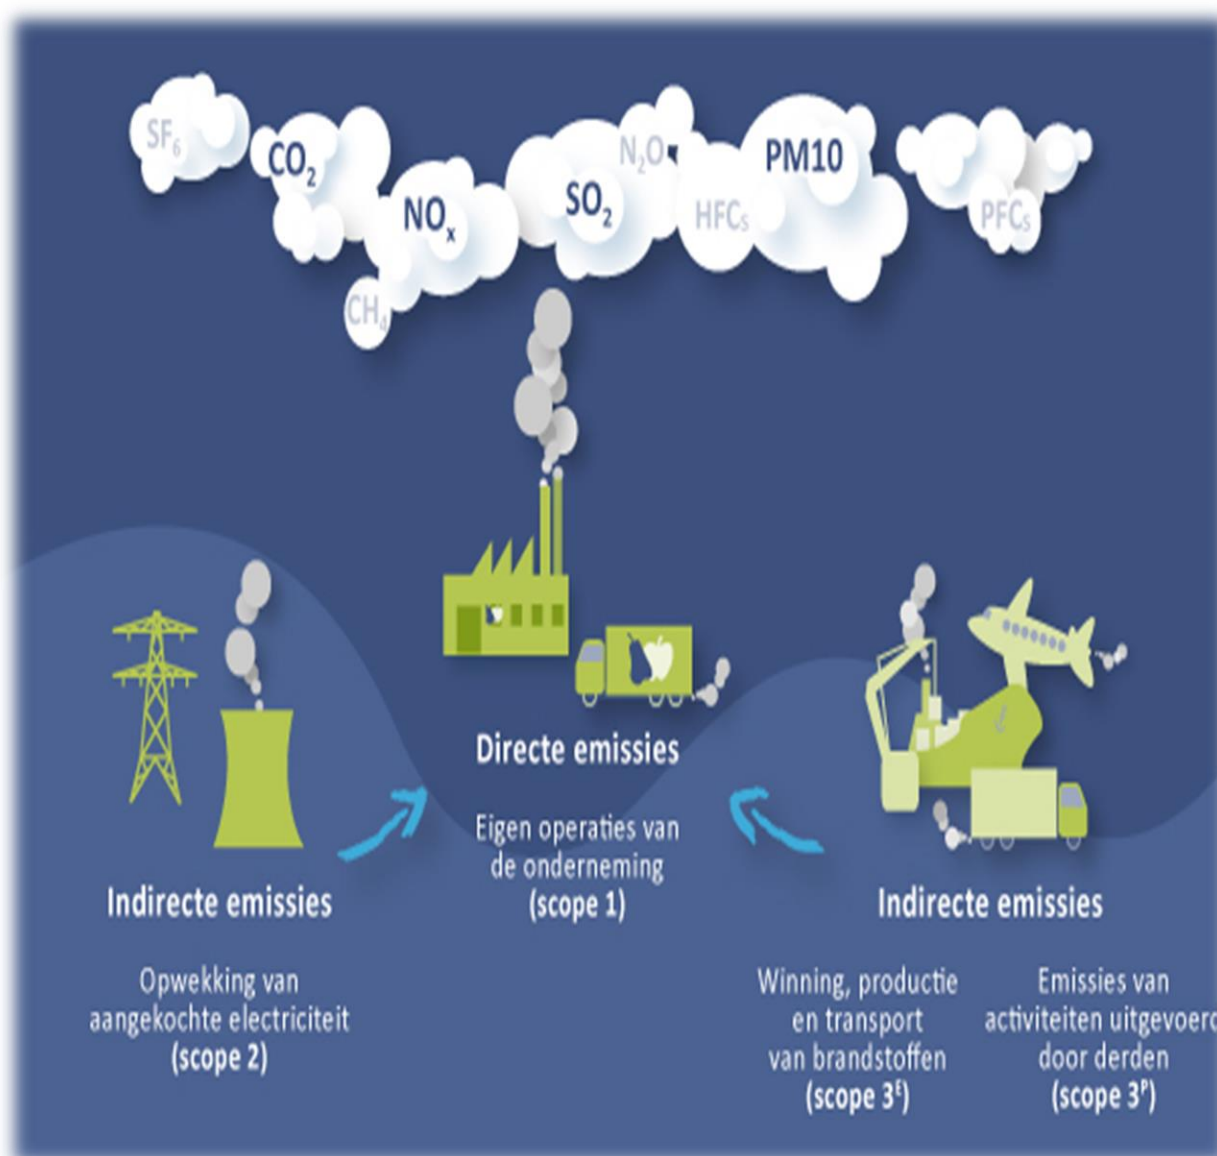 SF6
CO2
NOx
CH4
SO2
N2O
HFCs
PM10
PFCs
Directe emissies
Eigen operaties van
de onderneming
(scope 1)
Indirecte emissies
Opwekking van
aangekochte electriciteit
(scope 2)
Indirecte emissies
Winning, productie
en transport
van brandstoffen
(scope 3ᴱ)
Emissies van
activiteiten uitgevoerd
door derden
(scope 3ᴾ)